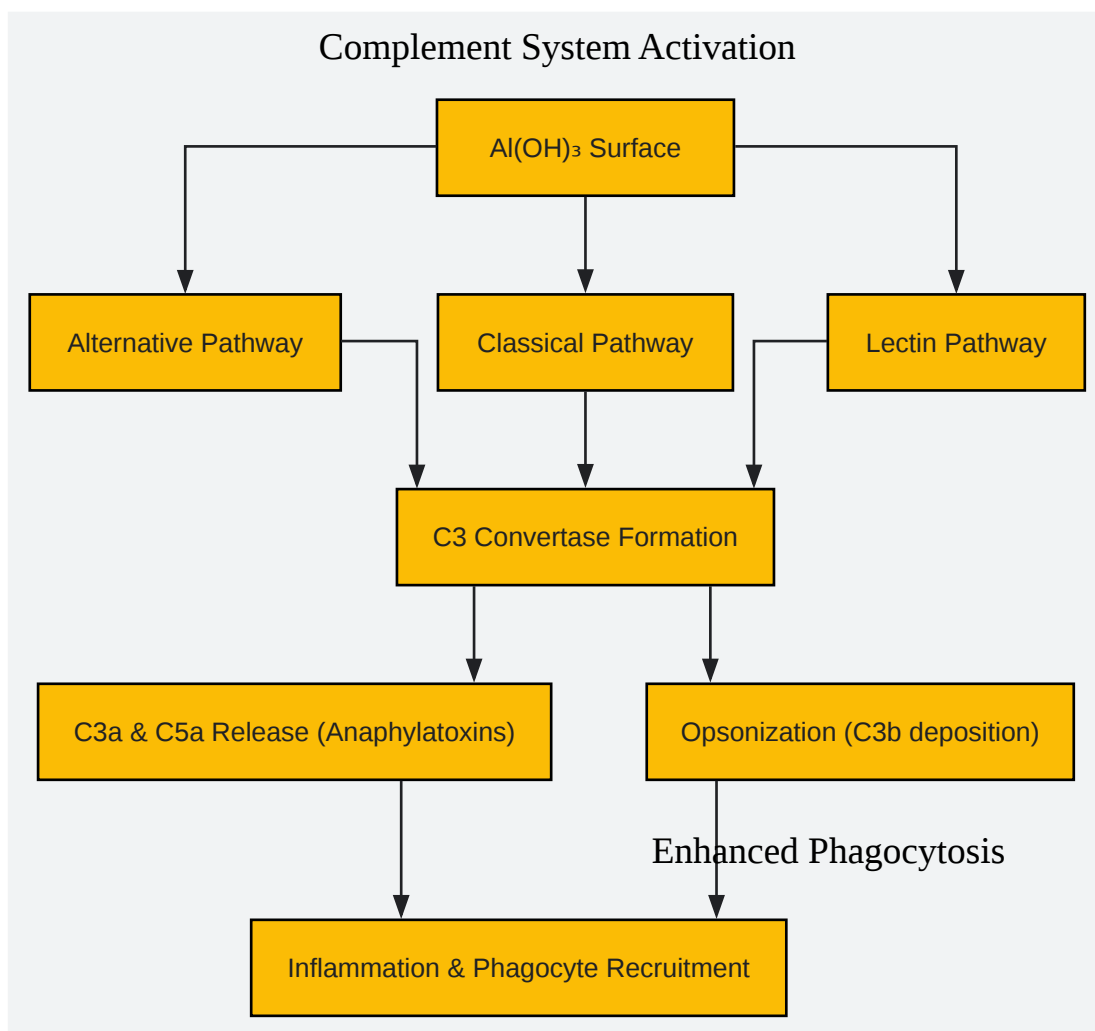 Complement System Activation
Al(OH)₃ Surface
Alternative Pathway
Classical Pathway
Lectin Pathway
C3 Convertase Formation
C3a & C5a Release (Anaphylatoxins)
Opsonization (C3b deposition)
Enhanced Phagocytosis
Inflammation & Phagocyte Recruitment